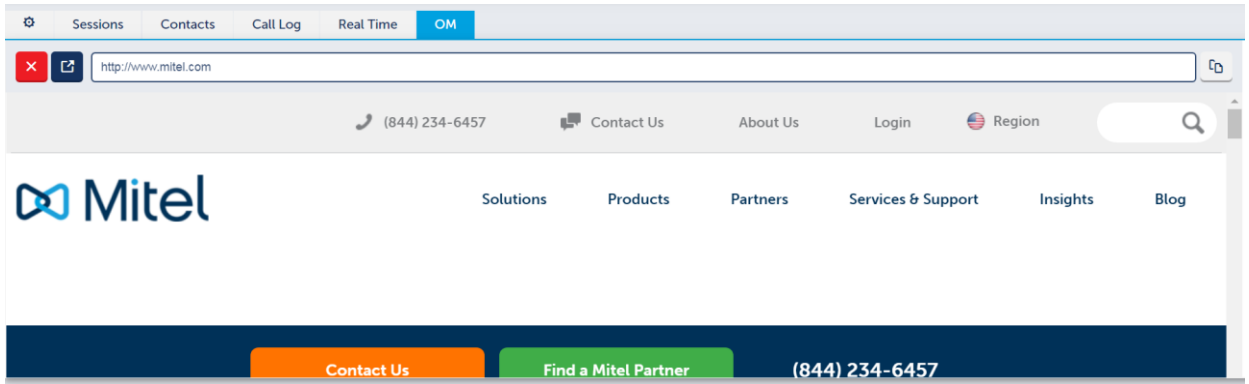 Sessions Contacts Call Log Real Time OM
http://www.mitel.com
(844) 234-6457 Contact Us About Us Login Region
Mitel Solutions Products Partners Services & Support Insights Blog
Contact Us Find a Mitel Partner (844) 234-6457